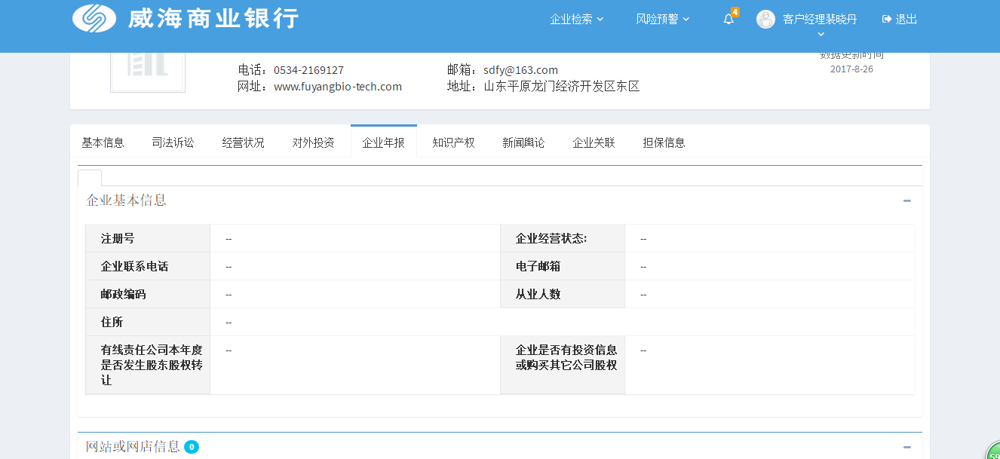 威海商业银行
企业检索
风险预警
4
客户经理裴晓丹
退出
数据更新时间
电话：0534-2169127
邮箱：sdfy@163.com
2017-8-26
网址：www.fuyangbio-tech.com
地址：山东平原龙门经济开发区东区
基本信息
司法诉讼
经营状况
对外投资
企业年报
知识产权
新闻舆论
企业关联
担保信息
企业基本信息
注册号
--
企业经营状态:
--
企业联系电话
--
电子邮箱
--
邮政编码
--
从业人数
--
住所
--
有线责任公司本年度
是否发生股东股权转
让
--
企业是否有投资信息
或购买其它公司股权
--
网站或网店信息 0